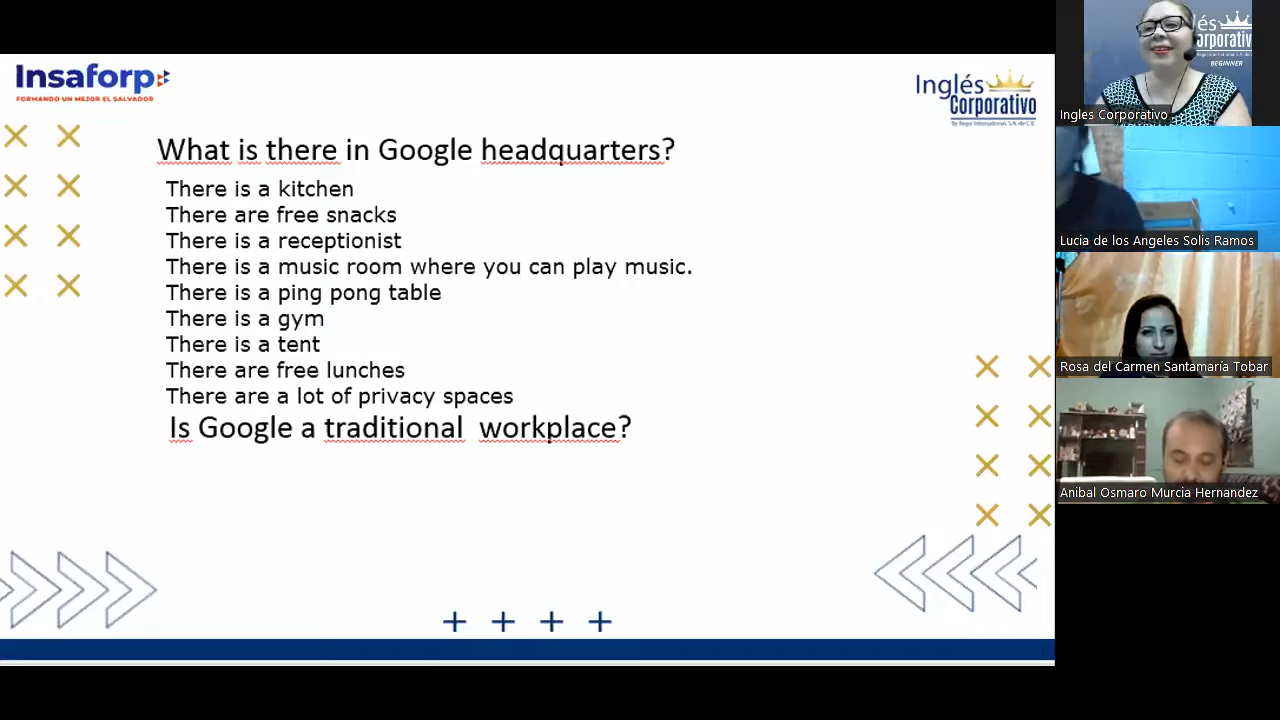 Insaforp
FORMANDO UN MEJOR EL SALVADOR
Inglés
Corporativo
By Regal International, S.A. de C.V.
What is there in Google headquarters?
There is a kitchen
There are free snacks
There is a receptionist
There is a music room where you can play music.
There is a ping pong table
There is a gym
There is a tent
There are free lunches
There are a lot of privacy spaces
Is Google a traditional workplace?
és
orporativ
BEGINNER
Ingles Corporativo
Lucia de los Angeles Solis Ramos
Rosa del Carmen Santamaría Tobar
Anibal Osmaro Murcia Hernandez